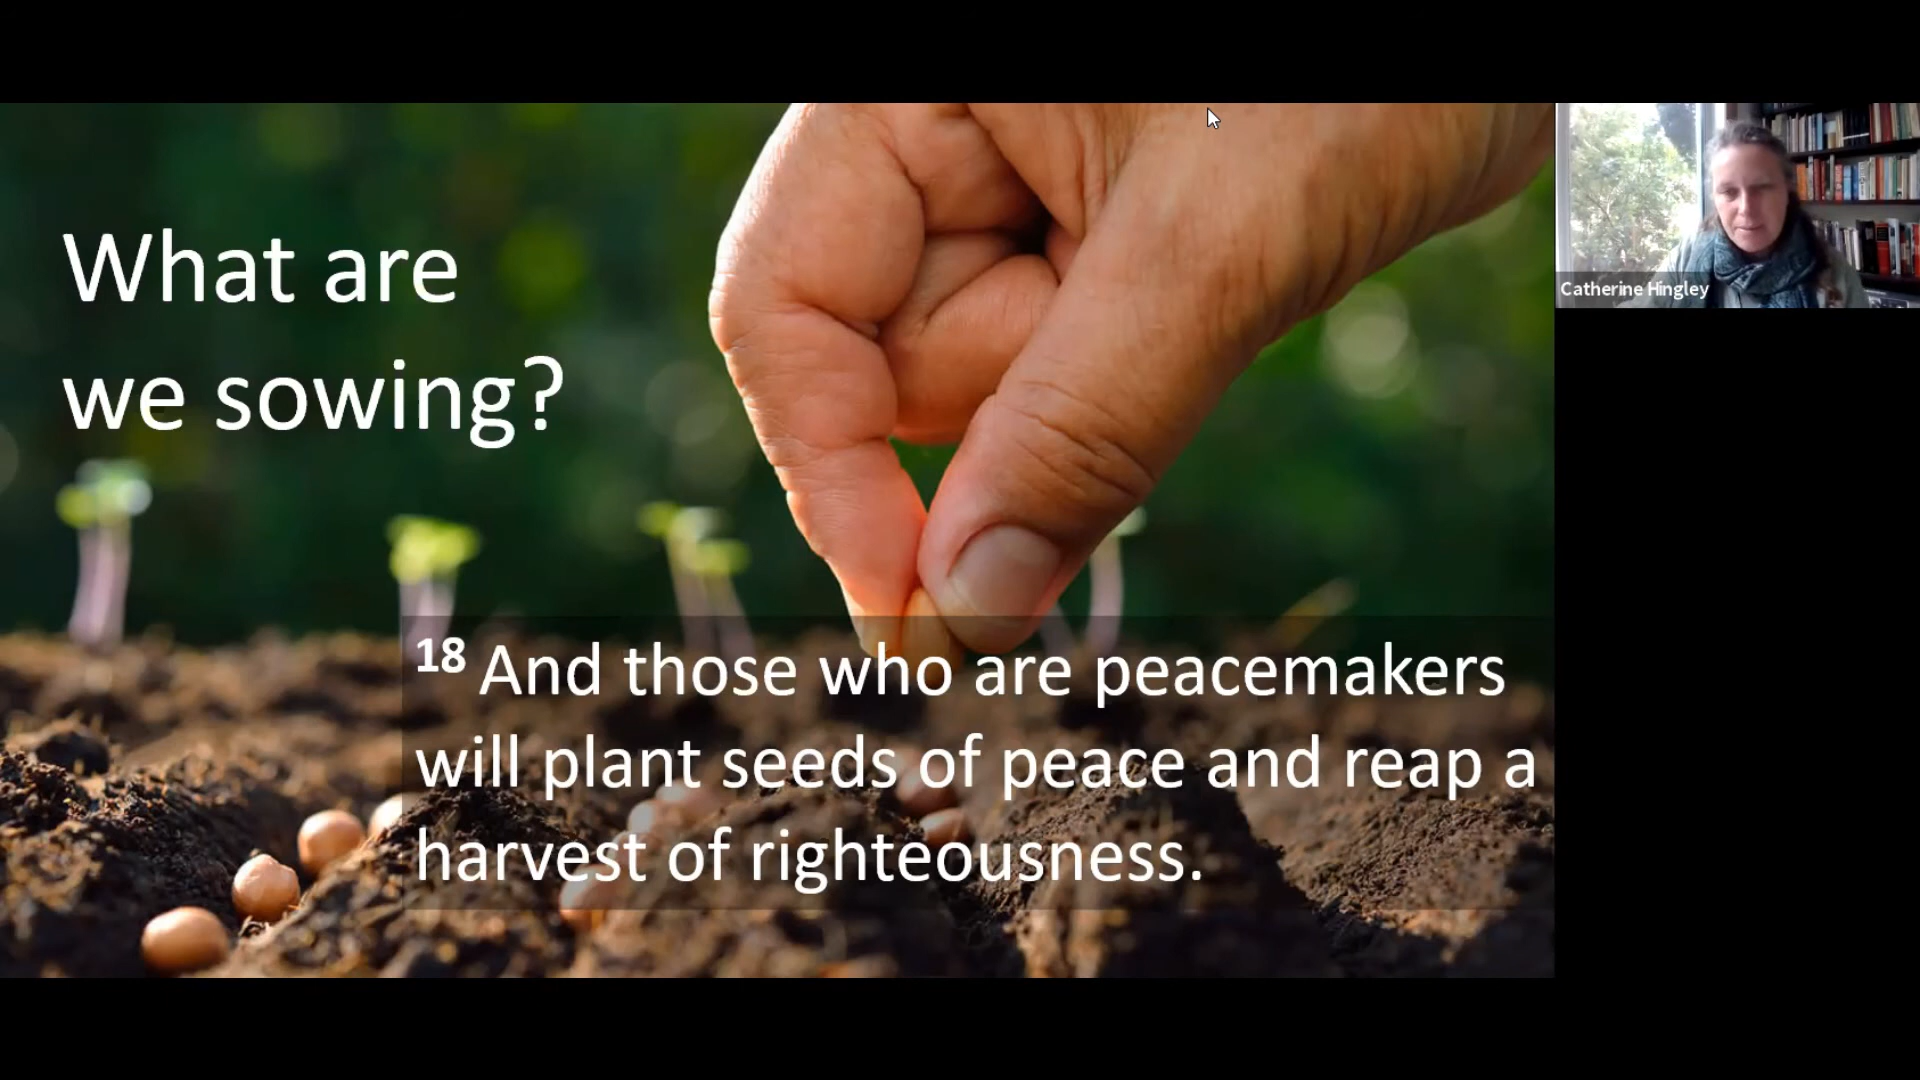 What are
we sowing?
18 And those who are peacemakers
will plant seeds of peace and reap a
harvest of righteousness.
Catherine Hingley